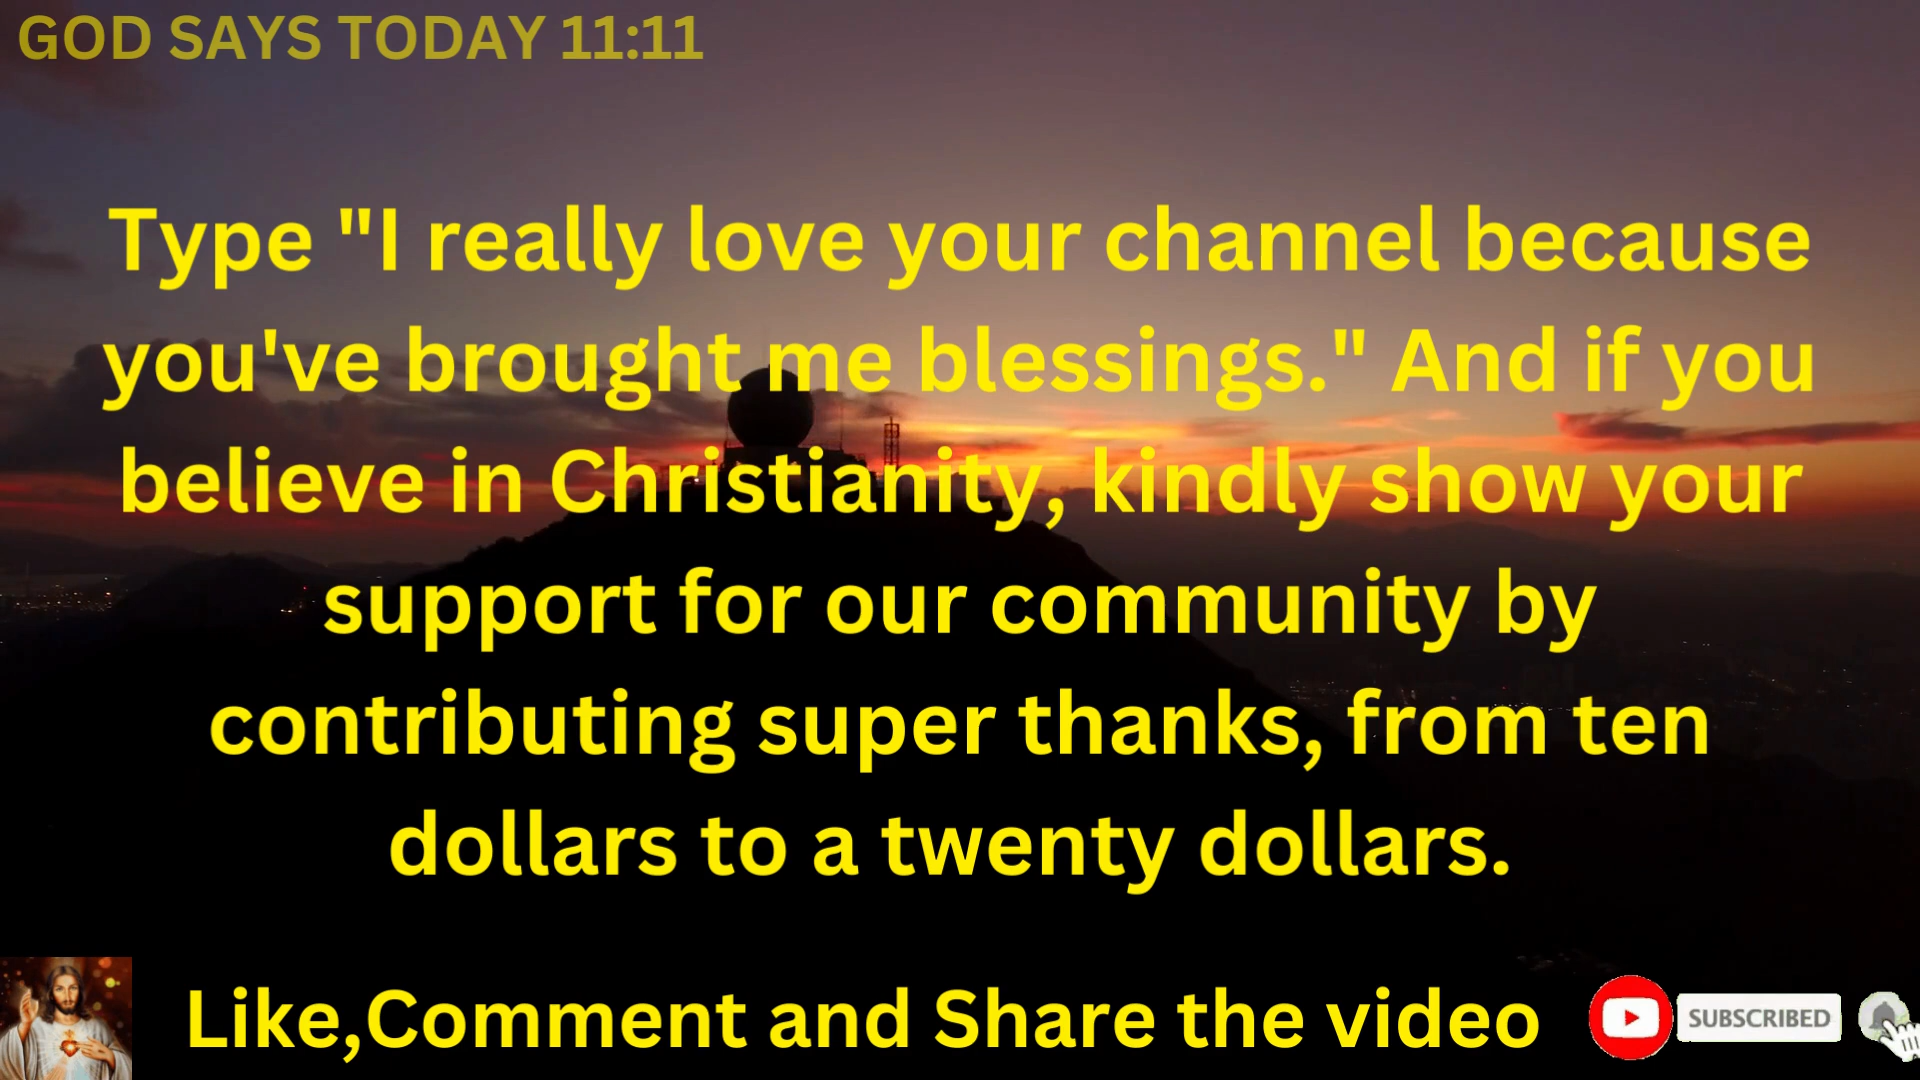 GOD SAYS TODAY 11:11
Type "I really love your channel because
you've brought me blessings." And if you
believe in Christianity, kindly show your
support for our community by
contributing super thanks, from ten
dollars to a twenty dollars.
Like,Comment and Share the video
SUBSCRIBED